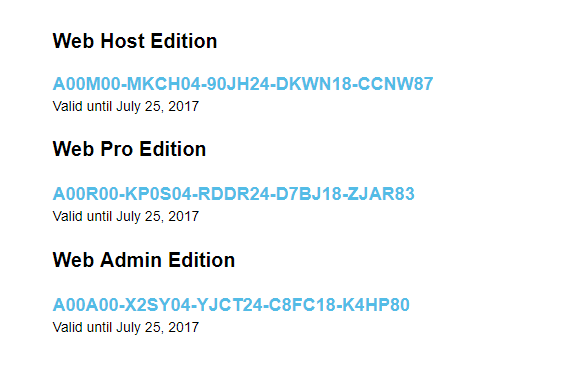 Web Host Edition
A00M00-MKCH04-90JH24-DKWN18-CCNW87
Valid until July 25, 2017
Web Pro Edition
A00R00-KP0S04-RDDR24-D7BJ18-ZJAR83
Valid until July 25, 2017
Web Admin Edition
A00A00-X2SY04-YJCT24-C8FC18-K4HP80
Valid until July 25, 2017